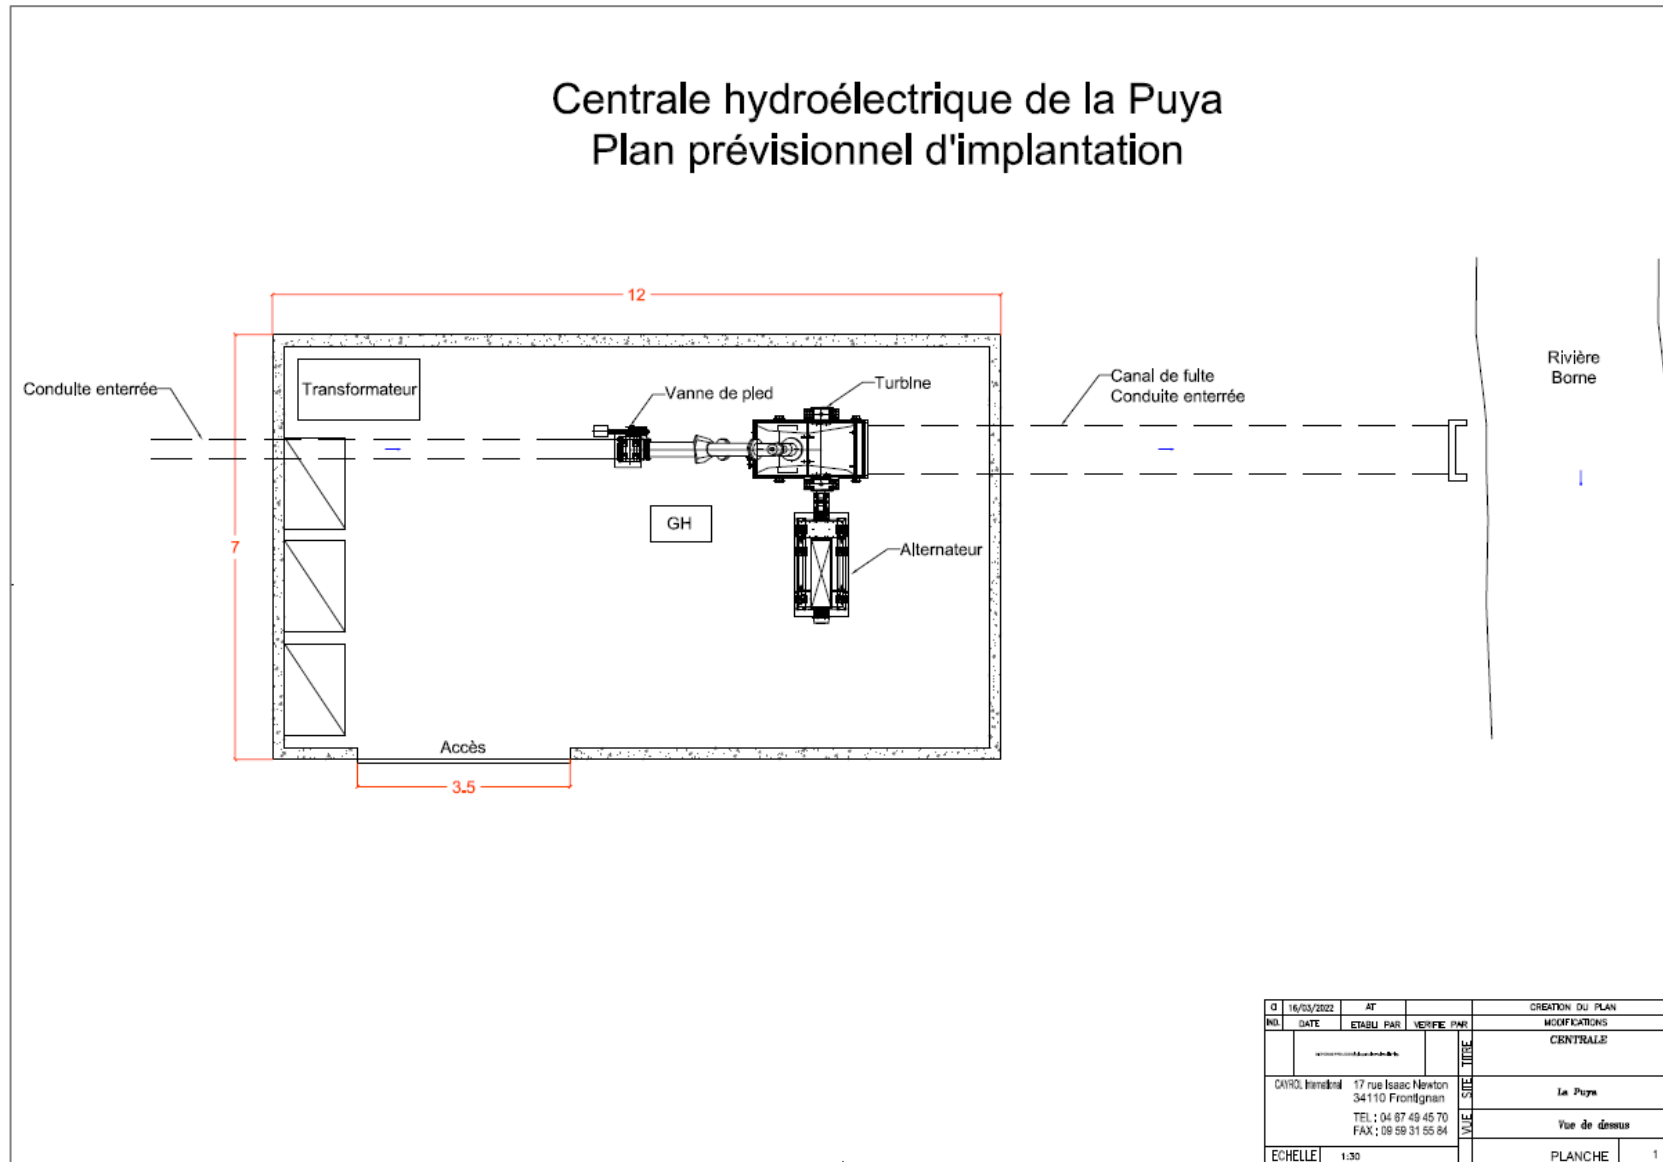 Centrale hydroélectrique de la Puya
Plan prévisionnel d'implantation
12
Conduite enterrée
Transformateur
Vanne de pied
Turbine
Canal de fuite
Conduite enterrée
Rivière
Borne
7
GH
Alternateur
Accès
3.5
16/03/2022 AT CREATION DU PLAN
IND. DATE ETABLI PAR VERIFIE PAR MODIFICATIONS
TITRE CENTRALE
CAYROL International 17 rue Isaac Newton
34110 Frontignan
SITE La Puya
TEL : 04 67 49 45 70
FAX : 09 59 31 55 84
VUE Vue de dessus
ECHELLE 1:30 PLANCHE 1